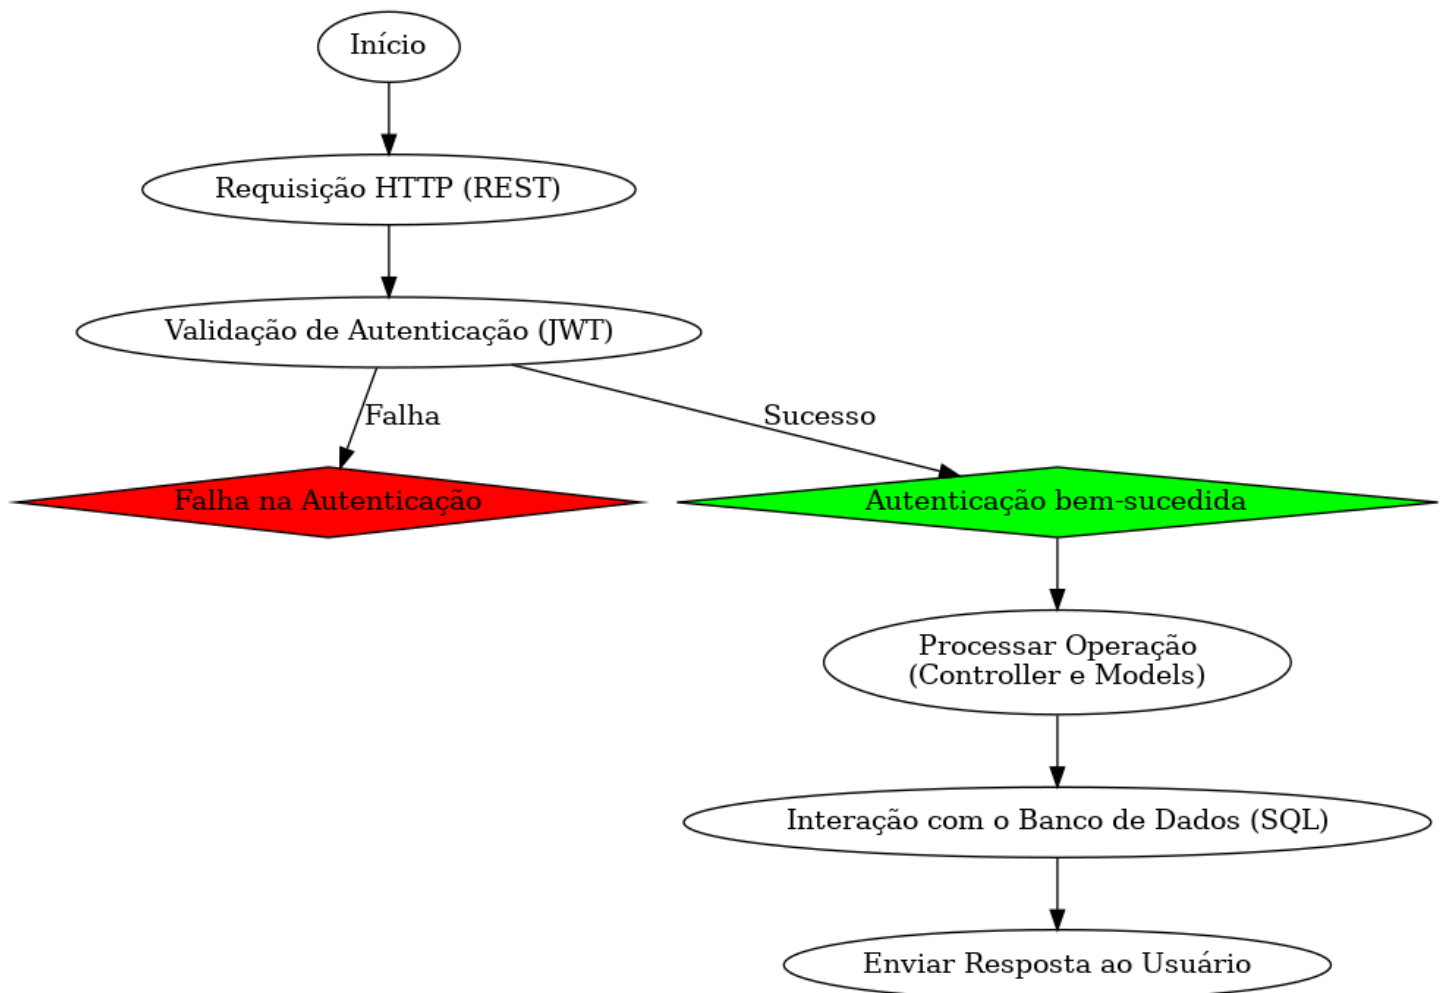 Início
Requisição HTTP (REST)
Validação de Autenticação (JWT)
Falha
Sucesso
Falha na Autenticação
Autenticação bem-sucedida
Processar Operação
(Controller e Models)
Interação com o Banco de Dados (SQL)
Enviar Resposta ao Usuário